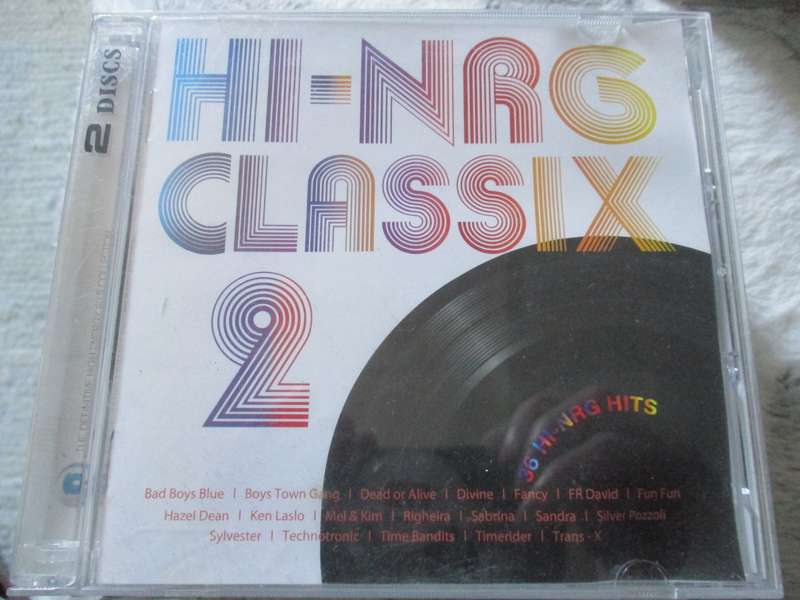 HI-NRG
CLASSIX
2
2 DISCS
36 HI-NRG HITS
Bad Boys Blue | Boys Town Gang | Dead or Alive | Divine | Fancy | FR David | Fun Fun
Hazel Dean | Ken Laslo | Mel & Kim | Righeira | Sabrina | Sandra | Silver Pozzoli
Sylvester | Technotronic | Time Bandits | Timerider | Trans - X